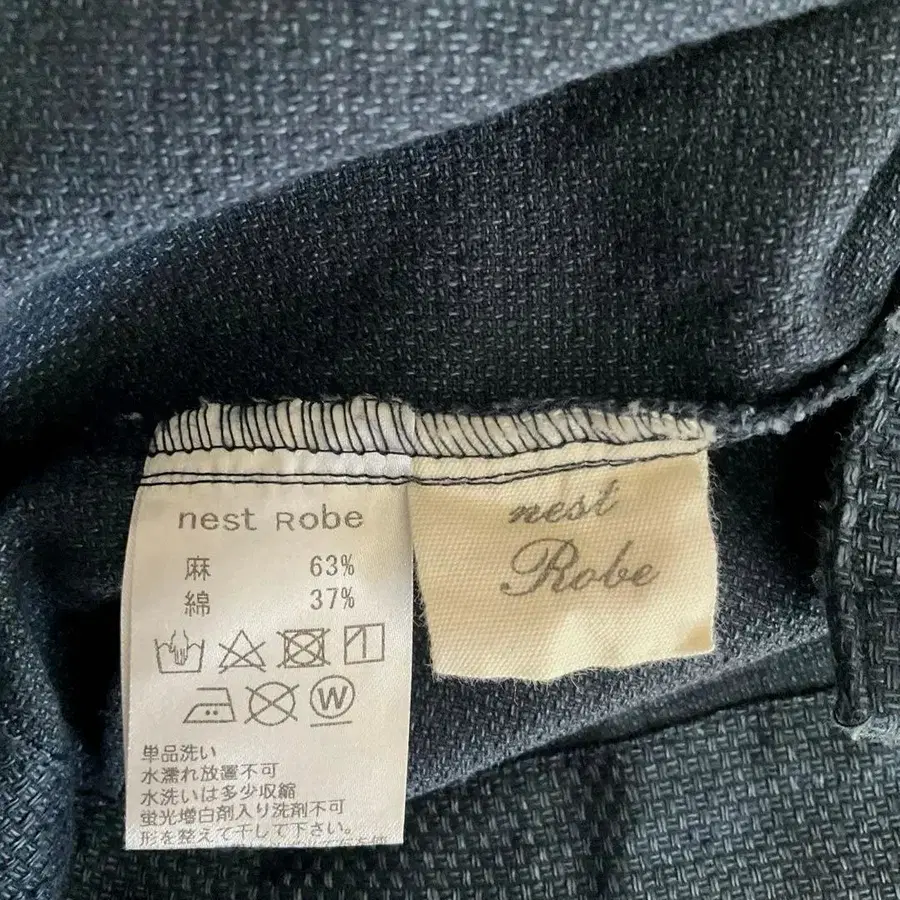 nest Robe
麻 63%
綿 37%
W
単品洗い
水濡れ放置不可
水洗いは多少収縮
蛍光増白剤入り洗剤不可
形を整えて干して下さい。
nest
Robe